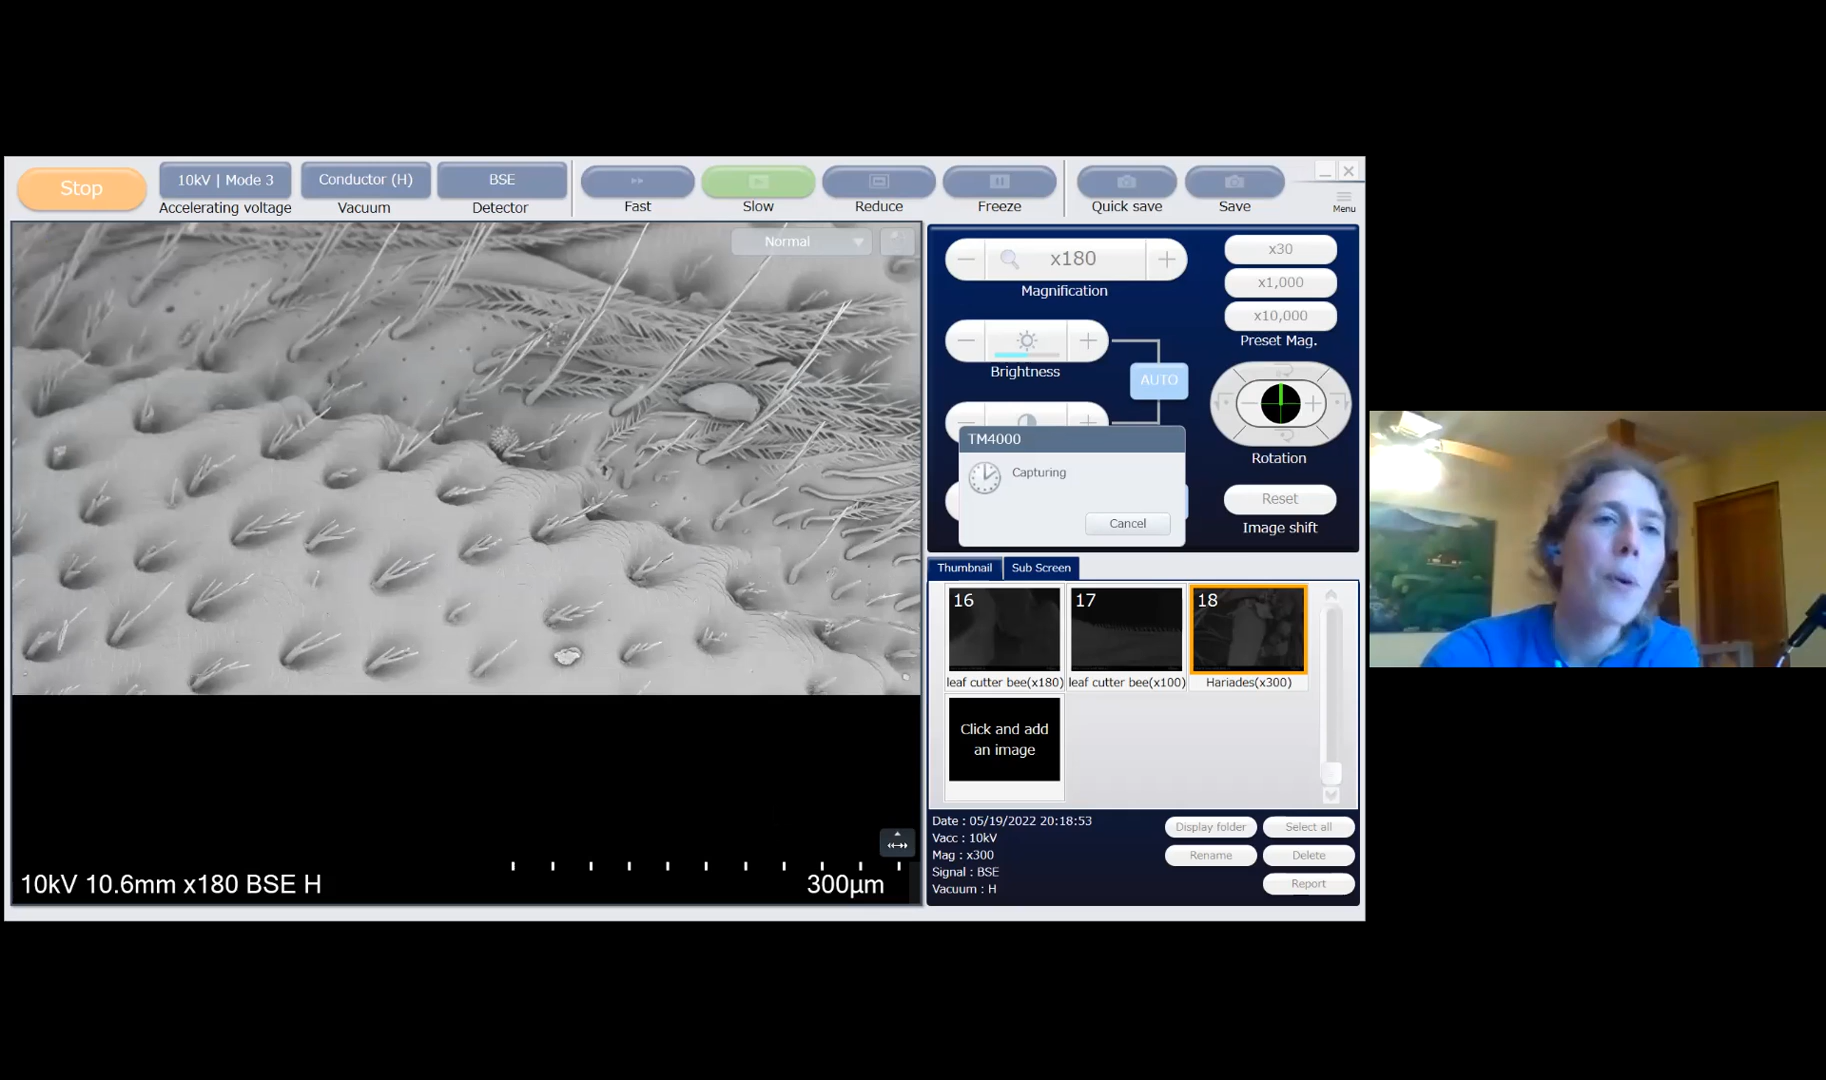 Stop
10kV | Mode 3
Accelerating voltage
Conductor (H)
Vacuum
BSE
Detector
Fast
Slow
Reduce
Freeze
Quick save
Save
Menu
Normal
x180
Magnification
x30
x1,000
x10,000
Preset Mag.
Brightness
AUTO
Rotation
TM4000
Capturing
Cancel
Reset
Image shift
Thumbnail
Sub Screen
16
17
18
leaf cutter bee(x180)
leaf cutter bee(x100)
Hariades(x300)
Click and add
an image
Date : 05/19/2022 20:18:53
Vacc : 10kV
Mag : x300
Signal : BSE
Vacuum : H
Display folder
Select all
Rename
Delete
Report
10kV 10.6mm x180 BSE H
300µm